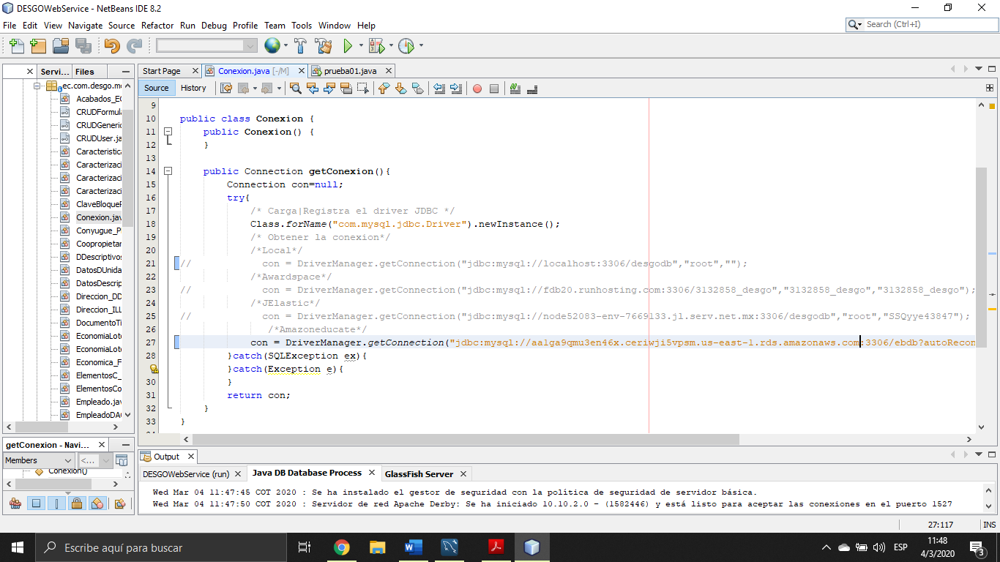 DESGOWebService - NetBeans IDE 8.2
File Edit View Navigate Source Refactor Run Debug Profile Team Tools Window Help
Search (Ctrl+I)
Servi... Files
Start Page Conexion.java [-/M] prueba01.java
Source History
ec.com.desgo.mo
Acabados_EC
CRUDFormula
CRUDGeneric
CRUDUser.ja
Caracteristica
Caracterizaci
Caracterizaci
Caracterizaci
ClaveBloqueP
Conexion.jav
Conyugue_P
Coopropietar
DDescriptivos
DatosDUnida
DatosDescrip
Direccion_DD
Direccion_ILL
DocumentoTi
EconomiaLote
EconomiaLote
Economica_F
ElementosC_
ElementosCo
Empleado.jav
EmpleadoDAO
9
10 public class Conexion {
11 public Conexion() {
12 }
13
14 public Connection getConexion(){
15 Connection con=null;
16 try{
17 /* Carga|Registra el driver JDBC */
18 Class.forName("com.mysql.jdbc.Driver").newInstance();
19 /* Obtener la conexion*/
20 /*Local*/
21 // con = DriverManager.getConnection("jdbc:mysql://localhost:3306/desgodb","root","");
22 /*Awardspace*/
23 // con = DriverManager.getConnection("jdbc:mysql://fdb20.runhosting.com:3306/3132858_desgo","3132858_desgo","3132858_desgo");
24 /*JElastic*/
25 // con = DriverManager.getConnection("jdbc:mysql://node52083-env-7669133.jl.serv.net.mx:3306/desgodb","root","SSQyye43847");
26 /*Amazoneducate*/
27 con = DriverManager.getConnection("jdbc:mysql://aa1ga9qmu3en46x.ceriwji5vpsm.us-east-1.rds.amazonaws.com:3306/ebdb?autoRecon
28 }catch(SQLException ex){
}catch(Exception e){
30 }
31 return con;
32 }
33 }
getConexion - Navi...
Members <...
Conexion()
Output
DESGOWebService (run) Java DB Database Process GlassFish Server
Wed Mar 04 11:47:45 COT 2020 : Se ha instalado el gestor de seguridad con la política de seguridad de servidor básica.
Wed Mar 04 11:47:50 COT 2020 : Servidor de red Apache Derby: Se ha iniciado 10.10.2.0 - (1582446) y está listo para aceptar las conexiones en el puerto 1527
27:117 INS
Escribe aquí para buscar
ESP
11:48
4/3/2020
3